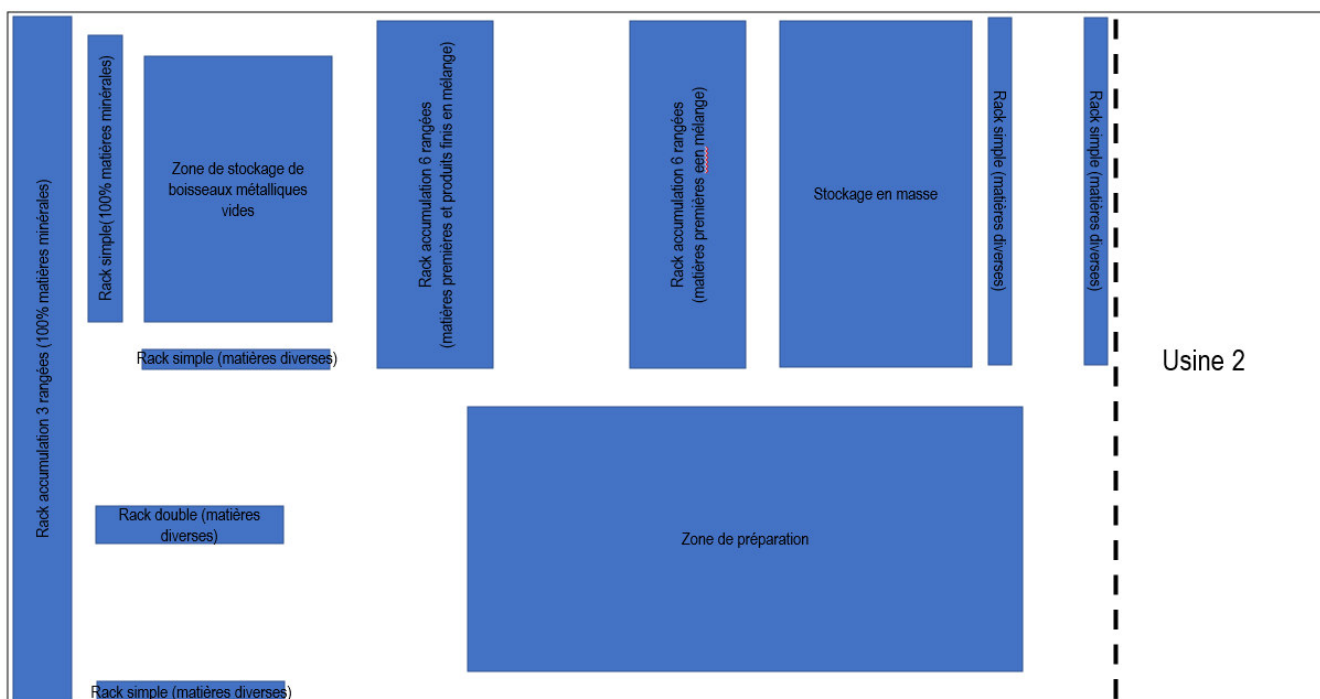 Rack accumulation 3 rangées (100% matières minérales)
Rack simple(100% matières minérales)
Zone de stockage de
boisseaux métalliques
vides
Rack simple (matières diverses)
Rack accumulation 6 rangées
(matières premières et produits finis en mélange)
Rack accumulation 6 rangées
(matières premières een mélange)
Stockage en masse
Rack simple (matières diverses)
Rack simple (matières diverses)
Usine 2
Rack double (matières
diverses)
Zone de préparation
Rack simple (matières diverses)